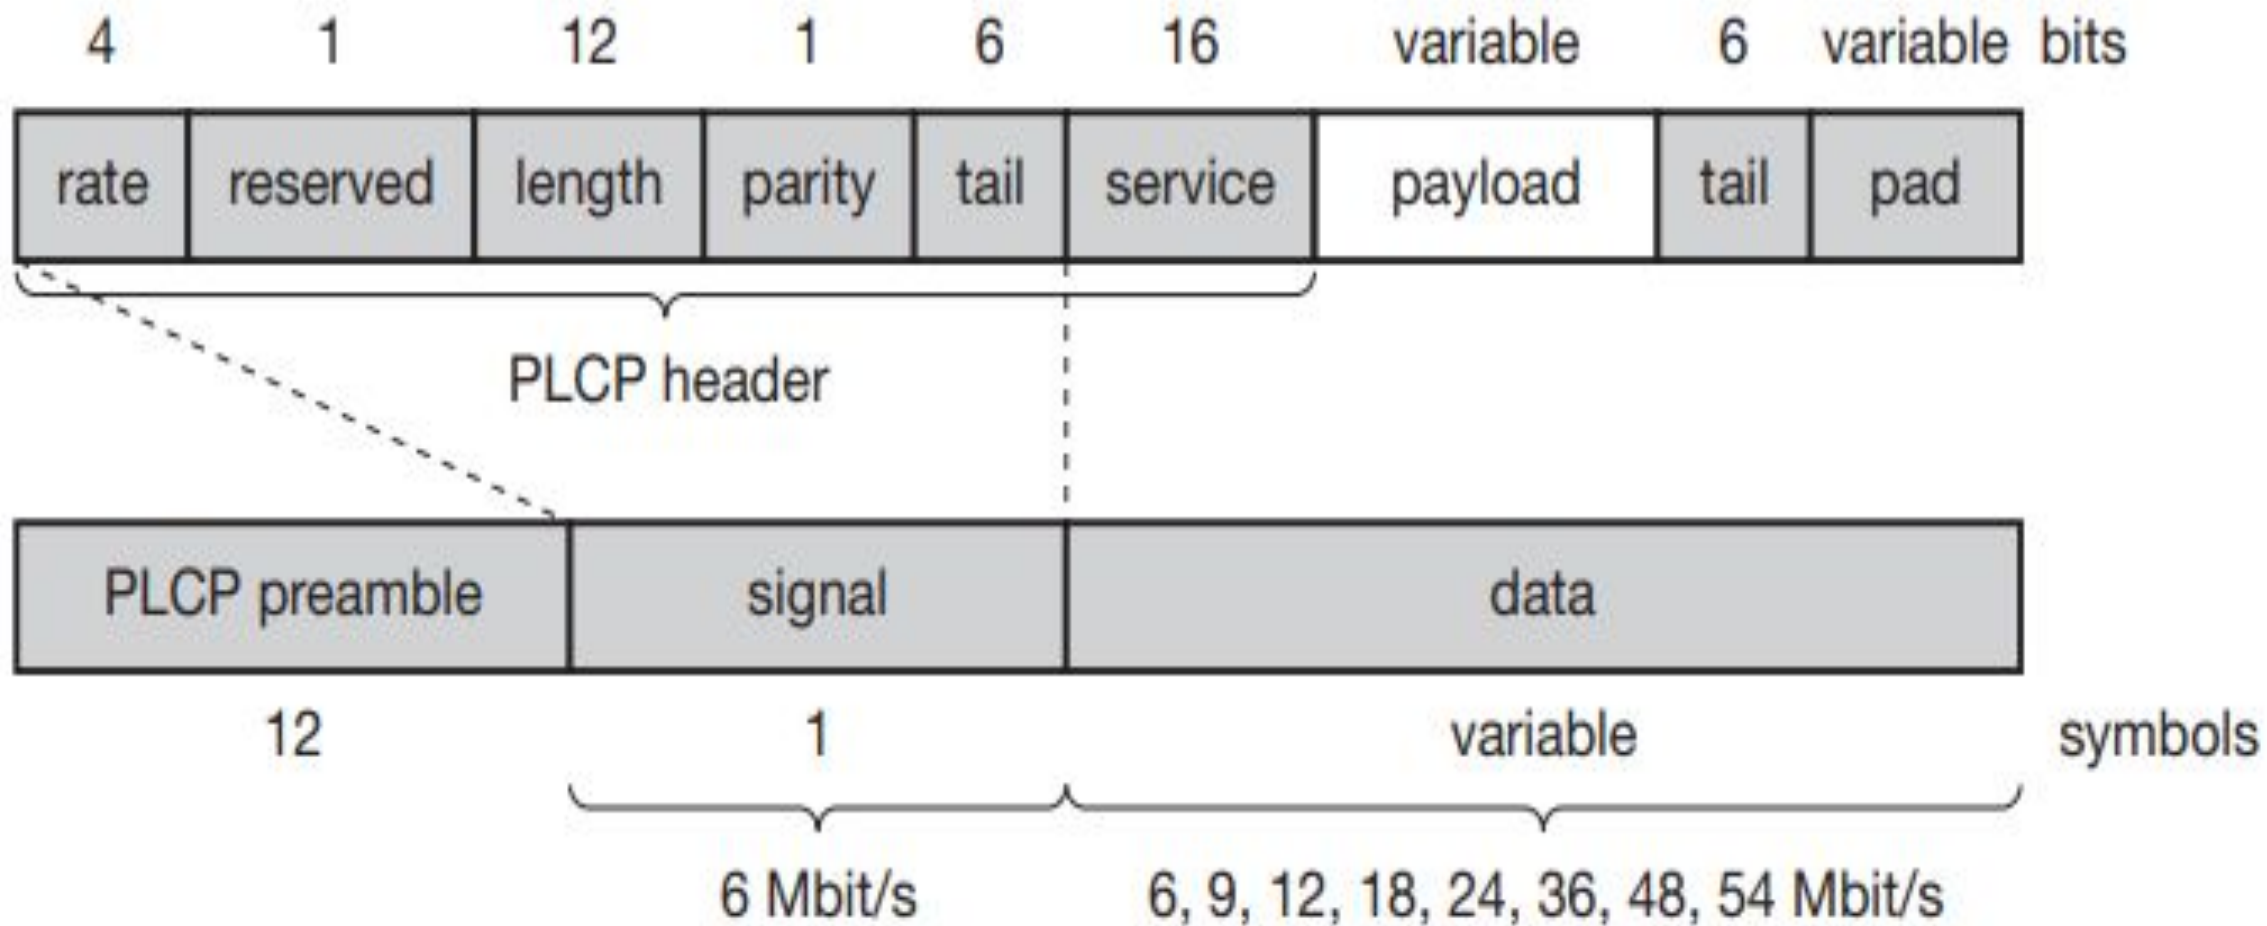 4 1 12 1 6 16 variable 6 variable bits
rate reserved length parity tail service payload tail pad
PLCP header
PLCP preamble signal data
12 1 variable symbols
6 Mbit/s 6, 9, 12, 18, 24, 36, 48, 54 Mbit/s